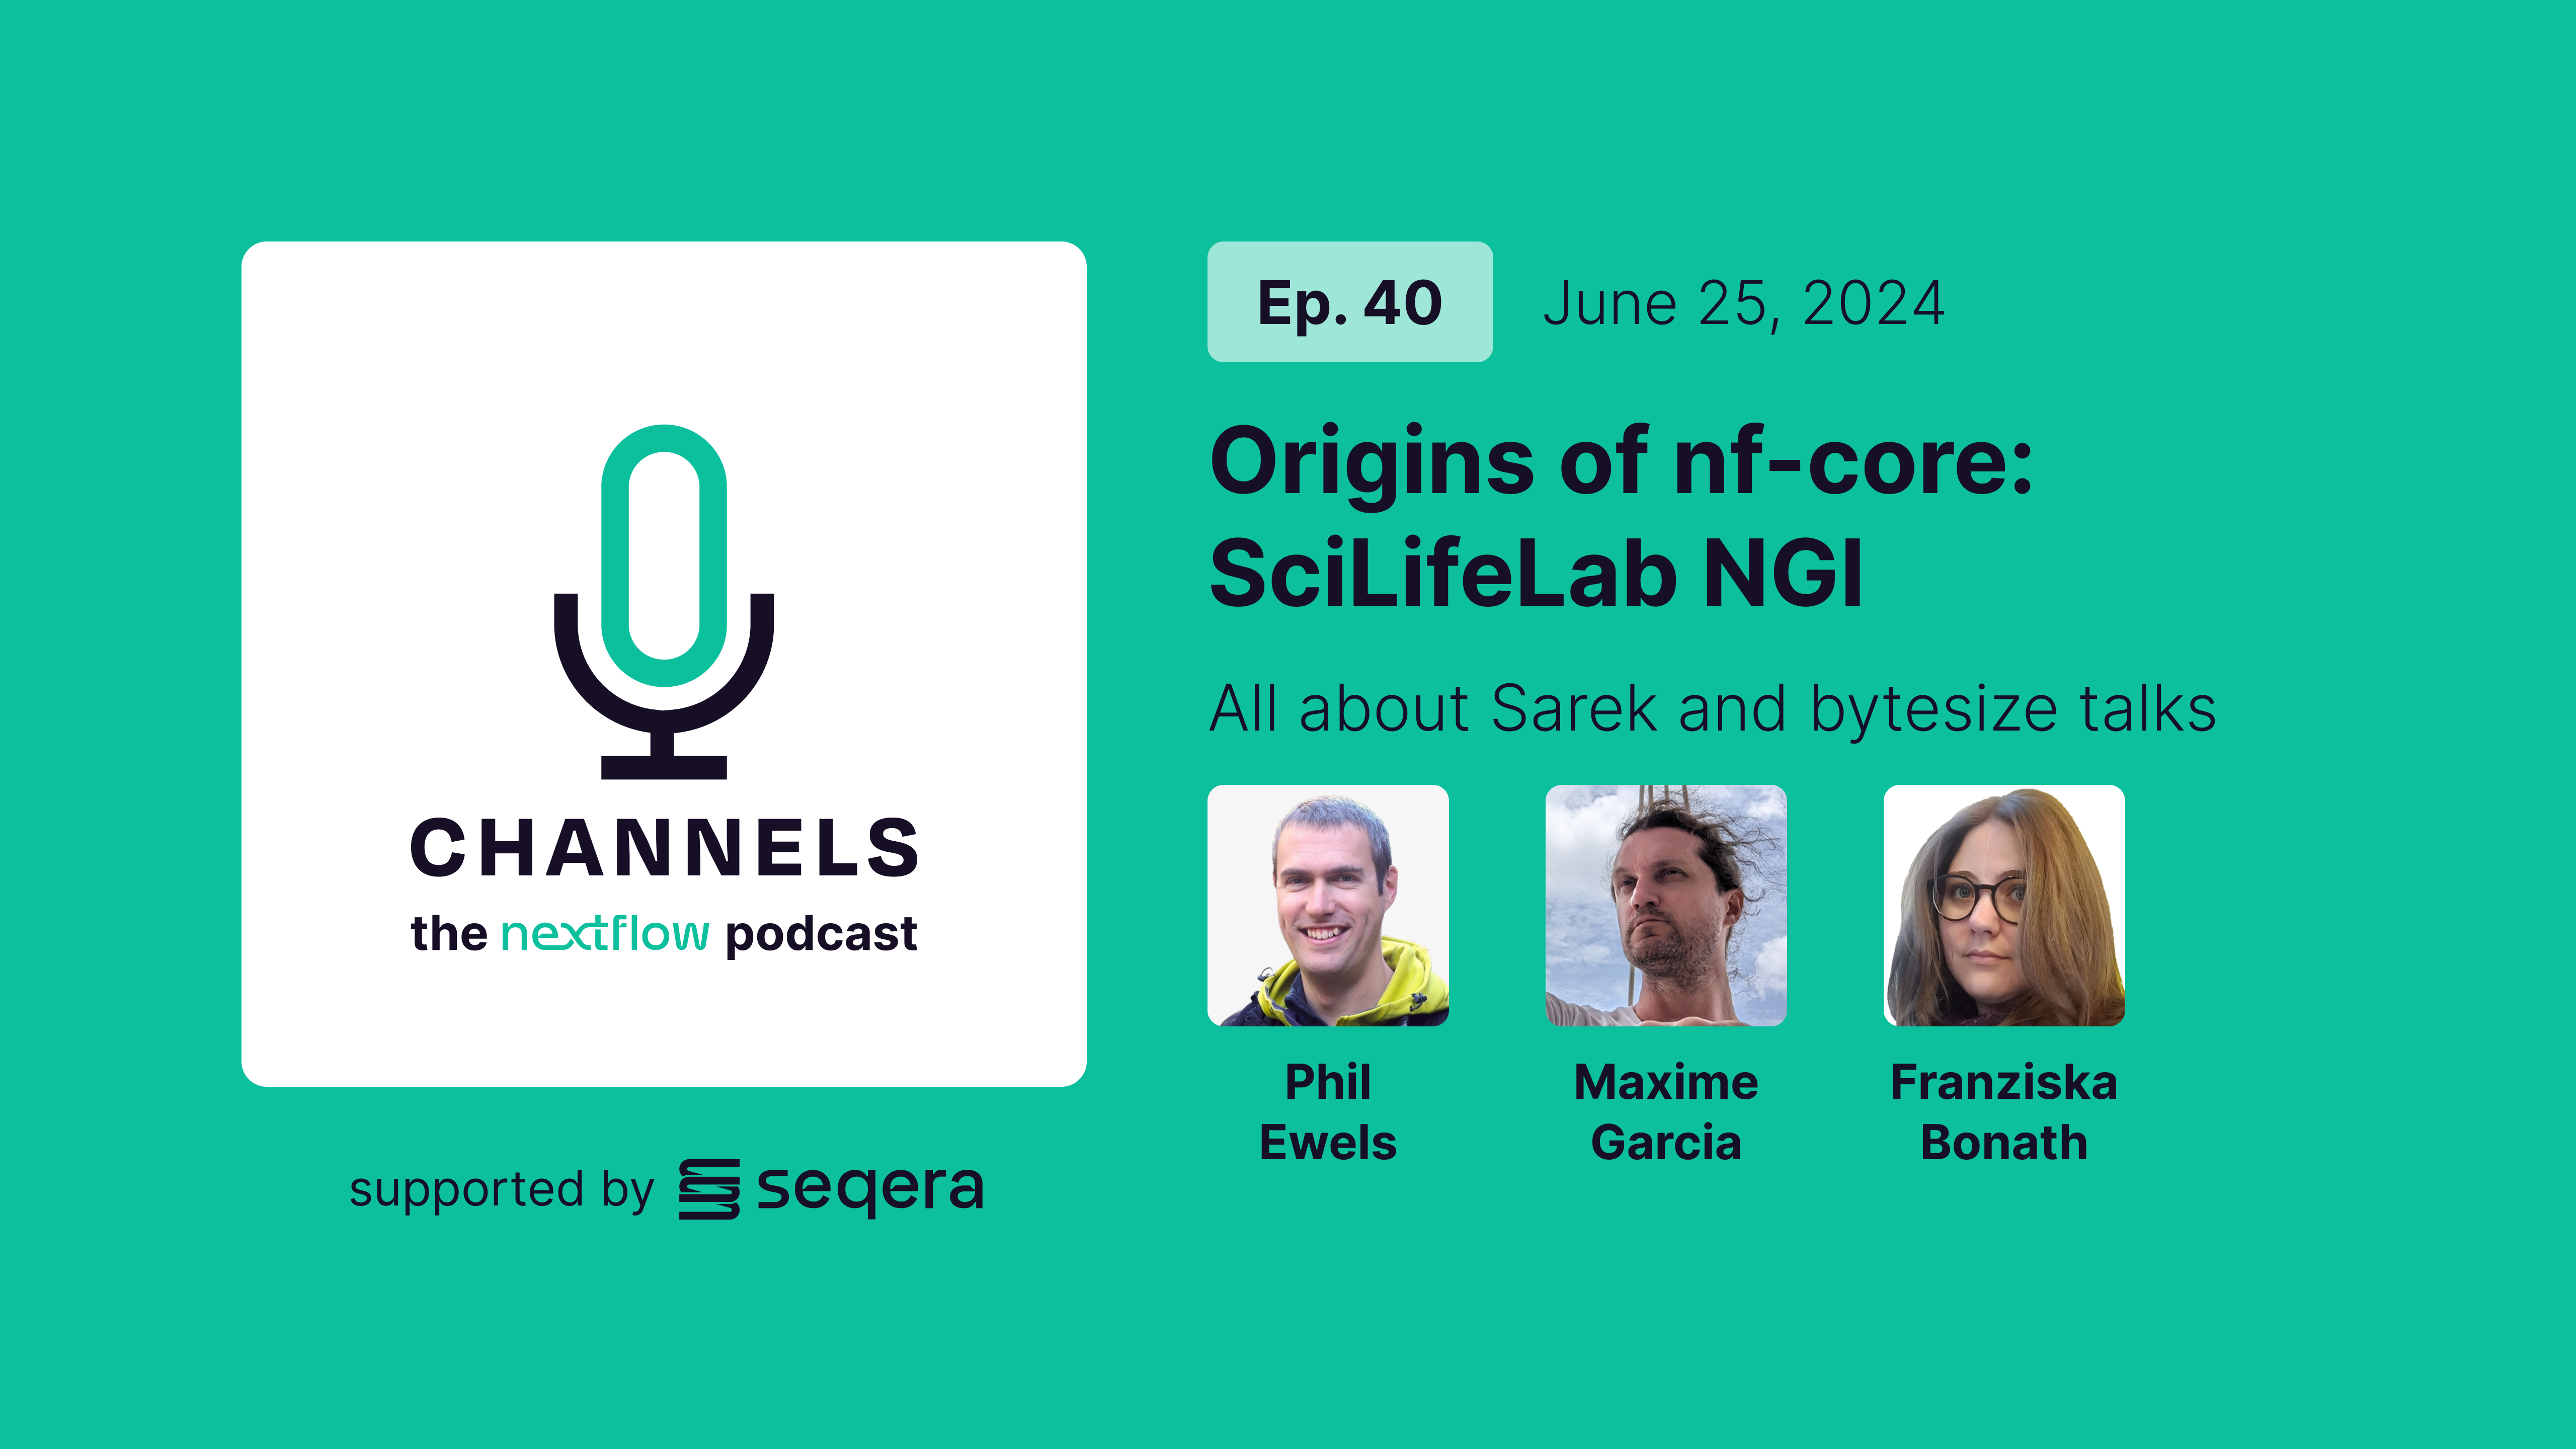 CHANNELS
the nextflow podcast
supported by seqera
Ep. 40
June 25, 2024
Origins of nf-core:
SciLifeLab NGI
All about Sarek and bytesize talks
Phil
Ewels
Maxime
Garcia
Franziska
Bonath